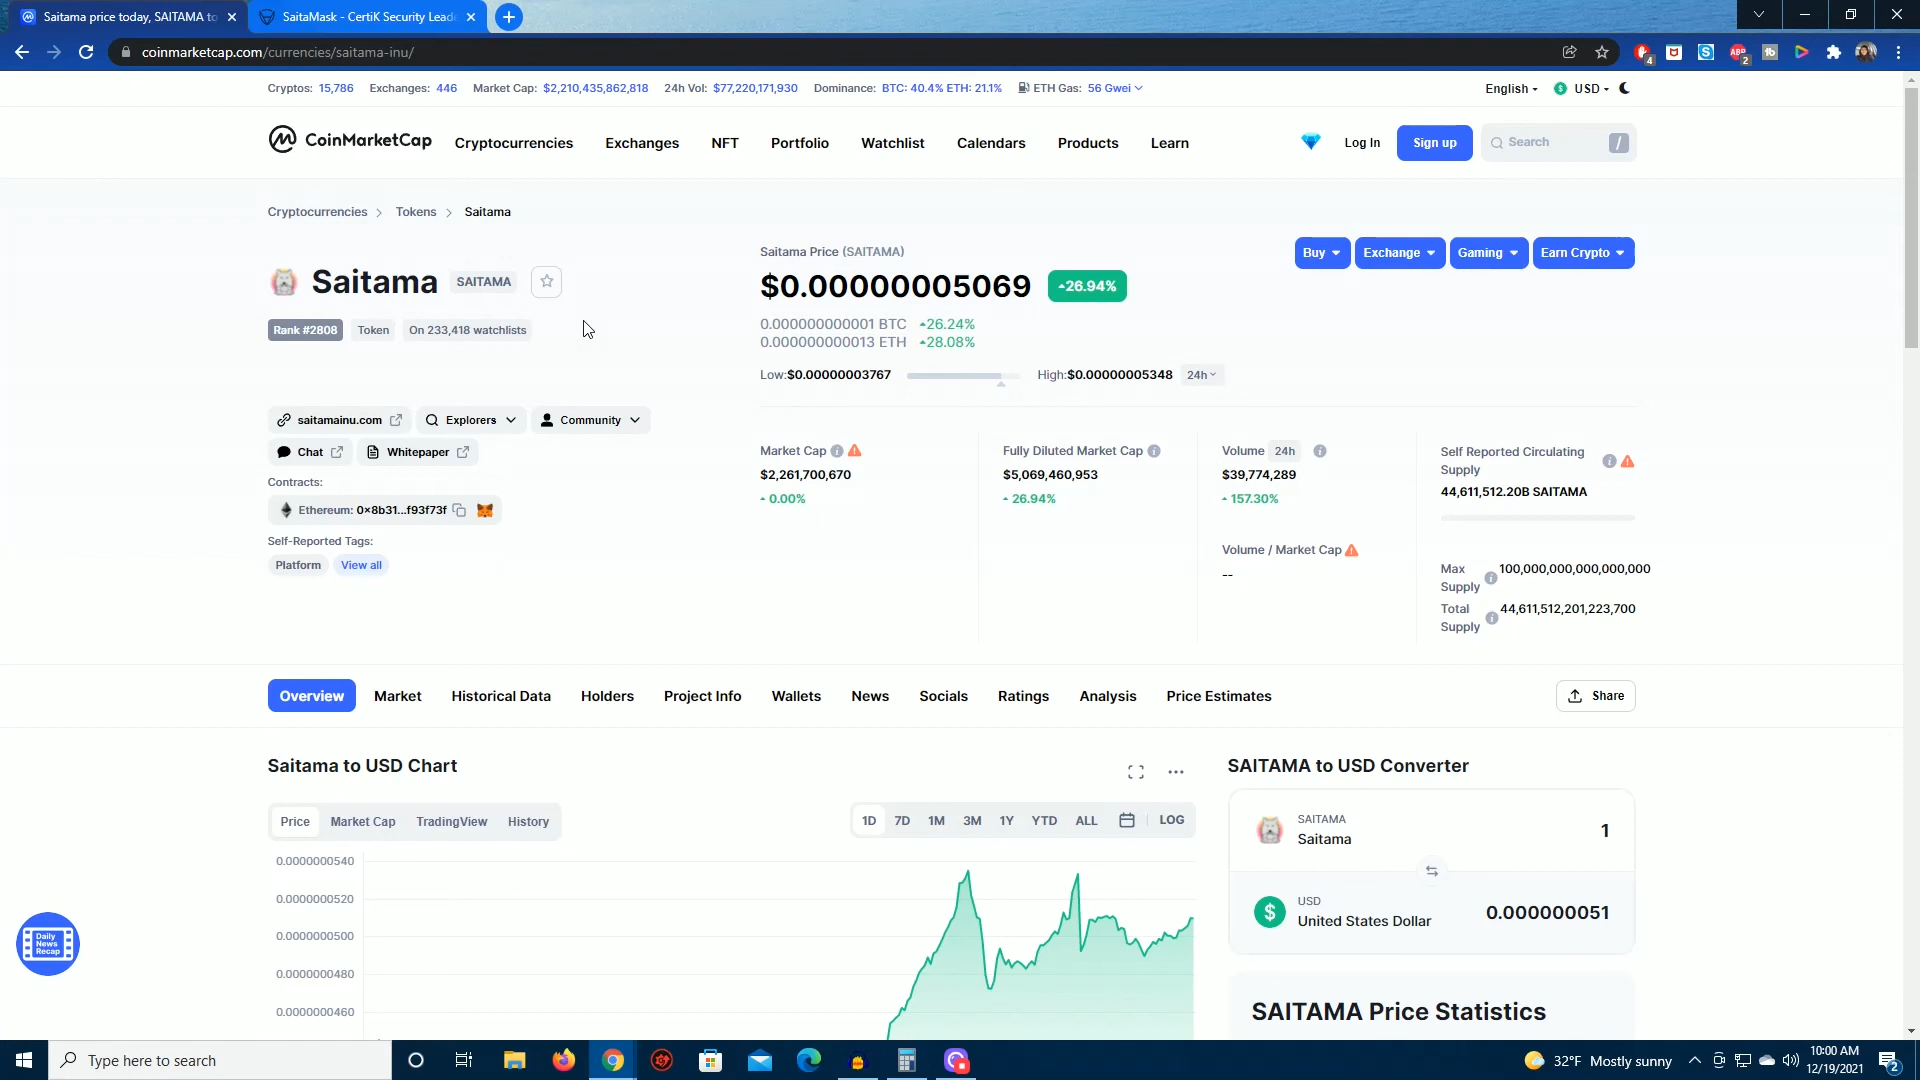 Saitama price today, SAITAMA to
SaitaMask - CertiK Security Lead
coinmarketcap.com/currencies/saitama-inu/
4
2
Cryptos: 15,786 Exchanges: 446 Market Cap: $2,210,435,862,818 24h Vol: $77,220,171,930 Dominance: BTC: 40.4% ETH: 21.1% ETH Gas: 56 Gwei
English
USD
CoinMarketCap
Cryptocurrencies Exchanges NFT Portfolio Watchlist Calendars Products Learn
Log In
Sign up
Search /
Cryptocurrencies > Tokens > Saitama
Saitama SAITAMA
Rank #2808 Token On 233,418 watchlists
Saitama Price (SAITAMA)
$0.00000005069 26.94%
0.000000000001 BTC 26.24%
0.000000000013 ETH 28.08%
Low:$0.00000003767 High:$0.00000005348 24h
Buy Exchange Gaming Earn Crypto
saitamainu.com Explorers Community
Chat Whitepaper
Contracts:
Ethereum: 0x8b31...f93f73f
Self-Reported Tags:
Platform View all
Market Cap
$2,261,700,670
0.00%
Fully Diluted Market Cap
$5,069,460,953
26.94%
Volume 24h
$39,774,289
157.30%
Volume / Market Cap
--
Self Reported Circulating
Supply
44,611,512.20B SAITAMA
Max
Supply
100,000,000,000,000,000
Total
Supply
44,611,512,201,223,700
Overview Market Historical Data Holders Project Info Wallets News Socials Ratings Analysis Price Estimates
Share
Saitama to USD Chart
Price Market Cap TradingView History
1D 7D 1M 3M 1Y YTD ALL LOG
0.0000000540
0.0000000520
0.0000000500
0.0000000480
0.0000000460
SAITAMA to USD Converter
SAITAMA
Saitama
1
USD
United States Dollar
0.000000051
SAITAMA Price Statistics
Daily
News
Recap
Type here to search
32°F Mostly sunny
10:00 AM
12/19/2021
2